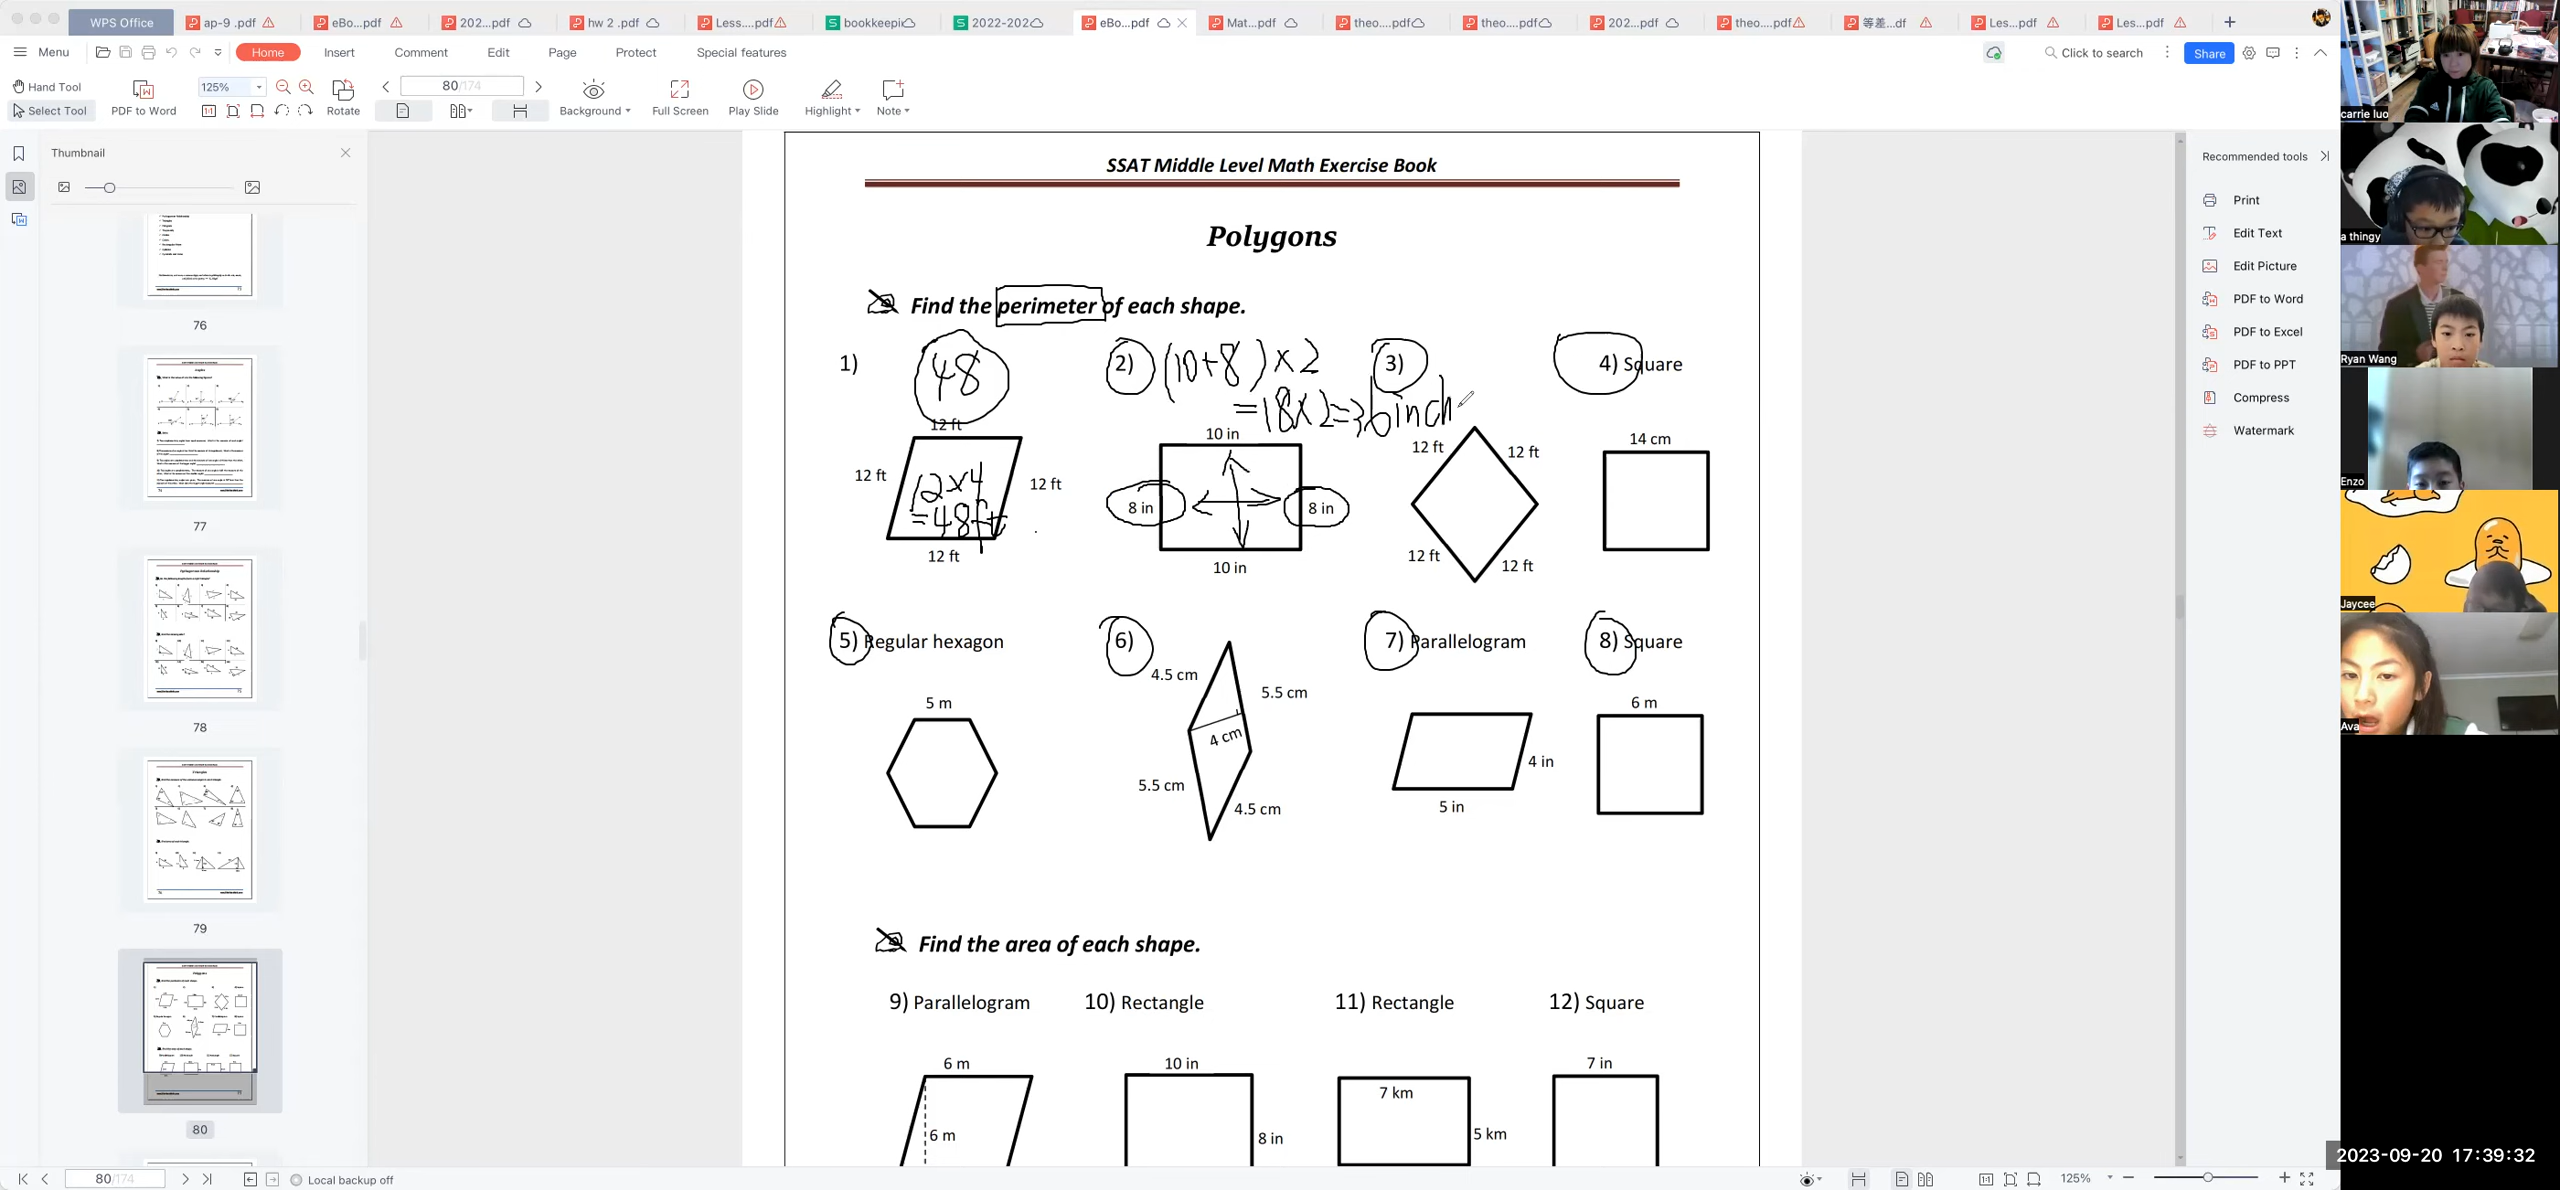 WPS Office
ap-9 .pdf
eBo...pdf
202...pdf
hw 2 .pdf
Less....pdf
bookkeepi
2022-202
eBo...pdf
Mat...pdf
theo....pdf
theo....pdf
202...pdf
theo....pdf
等差...df
Les...pdf
Les...pdf
Menu
Home
Insert
Comment
Edit
Page
Protect
Special features
Click to search
Share
Hand Tool
Select Tool
PDF to Word
125%
Rotate
80/174
Background
Full Screen
Play Slide
Highlight
Note
Thumbnail
76
77
78
79
80
SSAT Middle Level Math Exercise Book
Polygons
Find the perimeter of each shape.
1) 48
2) (10+8)×2
=18×2=36inch
3)
4) Square
12 ft
12 ft
12 ft
12×4
=48ft
12 ft
10 in
8 in
8 in
10 in
12 ft
12 ft
12 ft
12 ft
14 cm
5) Regular hexagon
6)
7) Parallelogram
8) Square
5 m
4.5 cm
5.5 cm
4 cm
5.5 cm
4.5 cm
4 in
5 in
6 m
Find the area of each shape.
9) Parallelogram
10) Rectangle
11) Rectangle
12) Square
6 m
6 m
10 in
8 in
7 km
5 km
7 in
Recommended tools
Print
Edit Text
Edit Picture
PDF to Word
PDF to Excel
PDF to PPT
Compress
Watermark
carrie luo
a thingy
Ryan Wang
Enzo
Jaycee
Ava
2023-09-20 17:39:32
80/174
Local backup off
125%